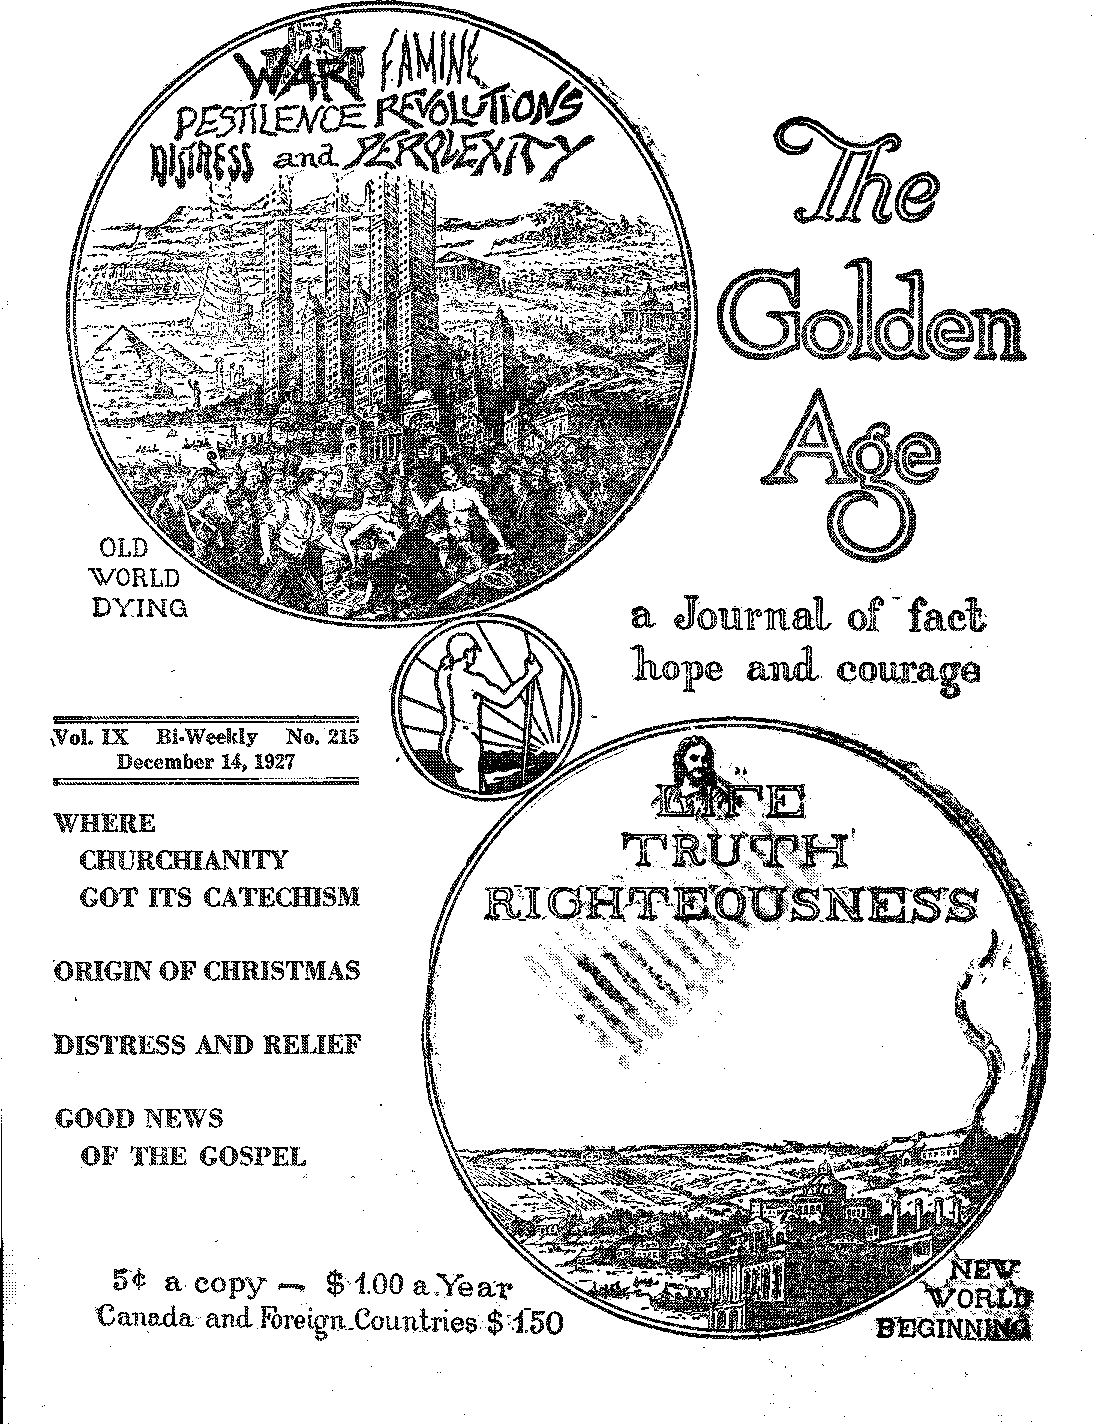 WAR FAMINE
PESTILENCE REVOLUTIONS
DISTRESS and PERPLEXITY
The
Golden
Age
OLD
WORLD
DYING
a Journal of fact
hope and courage
Vol. IX Bi-Weekly No. 215
December 14, 1927
WHERE
CHURCHIANITY
GOT ITS CATECHISM
ORIGIN OF CHRISTMAS
DISTRESS AND RELIEF
GOOD NEWS
OF THE GOSPEL
LIFE
TRUTH
RIGHTEOUSNESS
5¢ a copy — $1.00 a Year
Canada and Foreign Countries $1.50
NEW
WORLD
BEGINNING